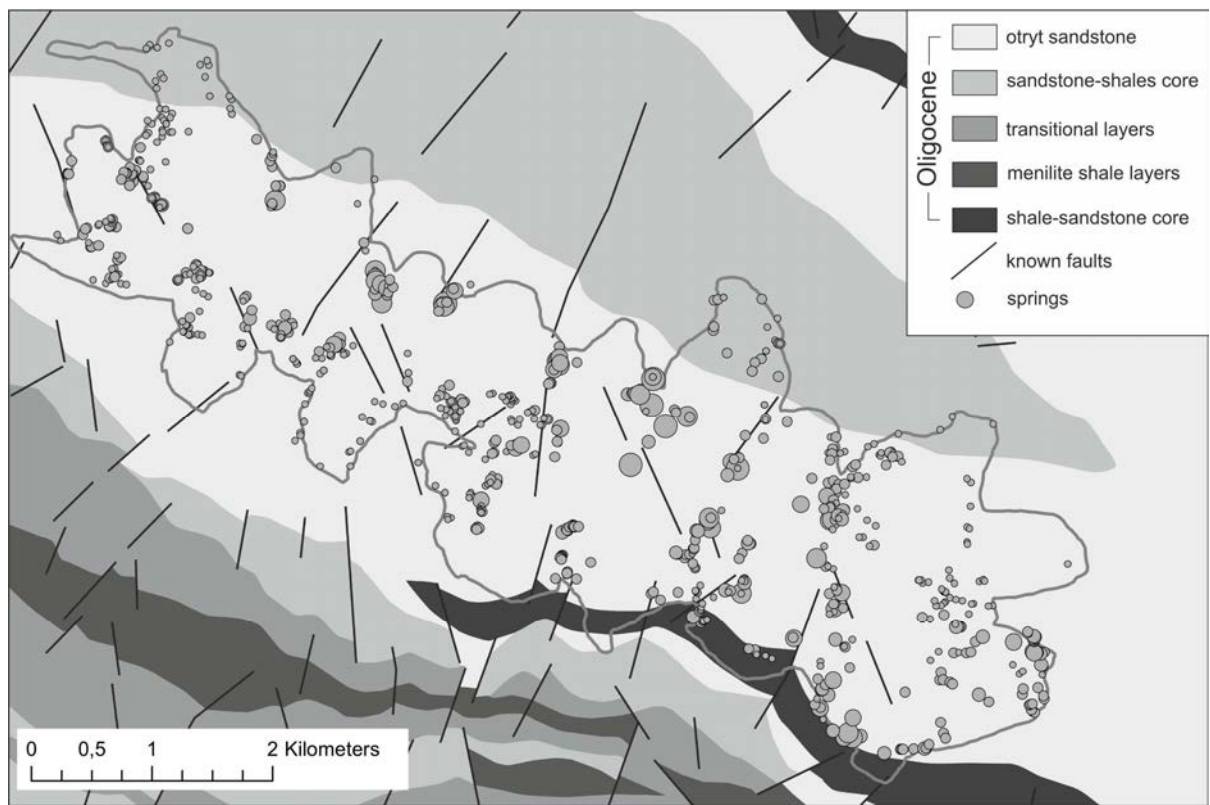 Oligocene
otryt sandstone
sandstone-shales core
transitional layers
menilite shale layers
shale-sandstone core
known faults
springs
0 0,5 1 2 Kilometers